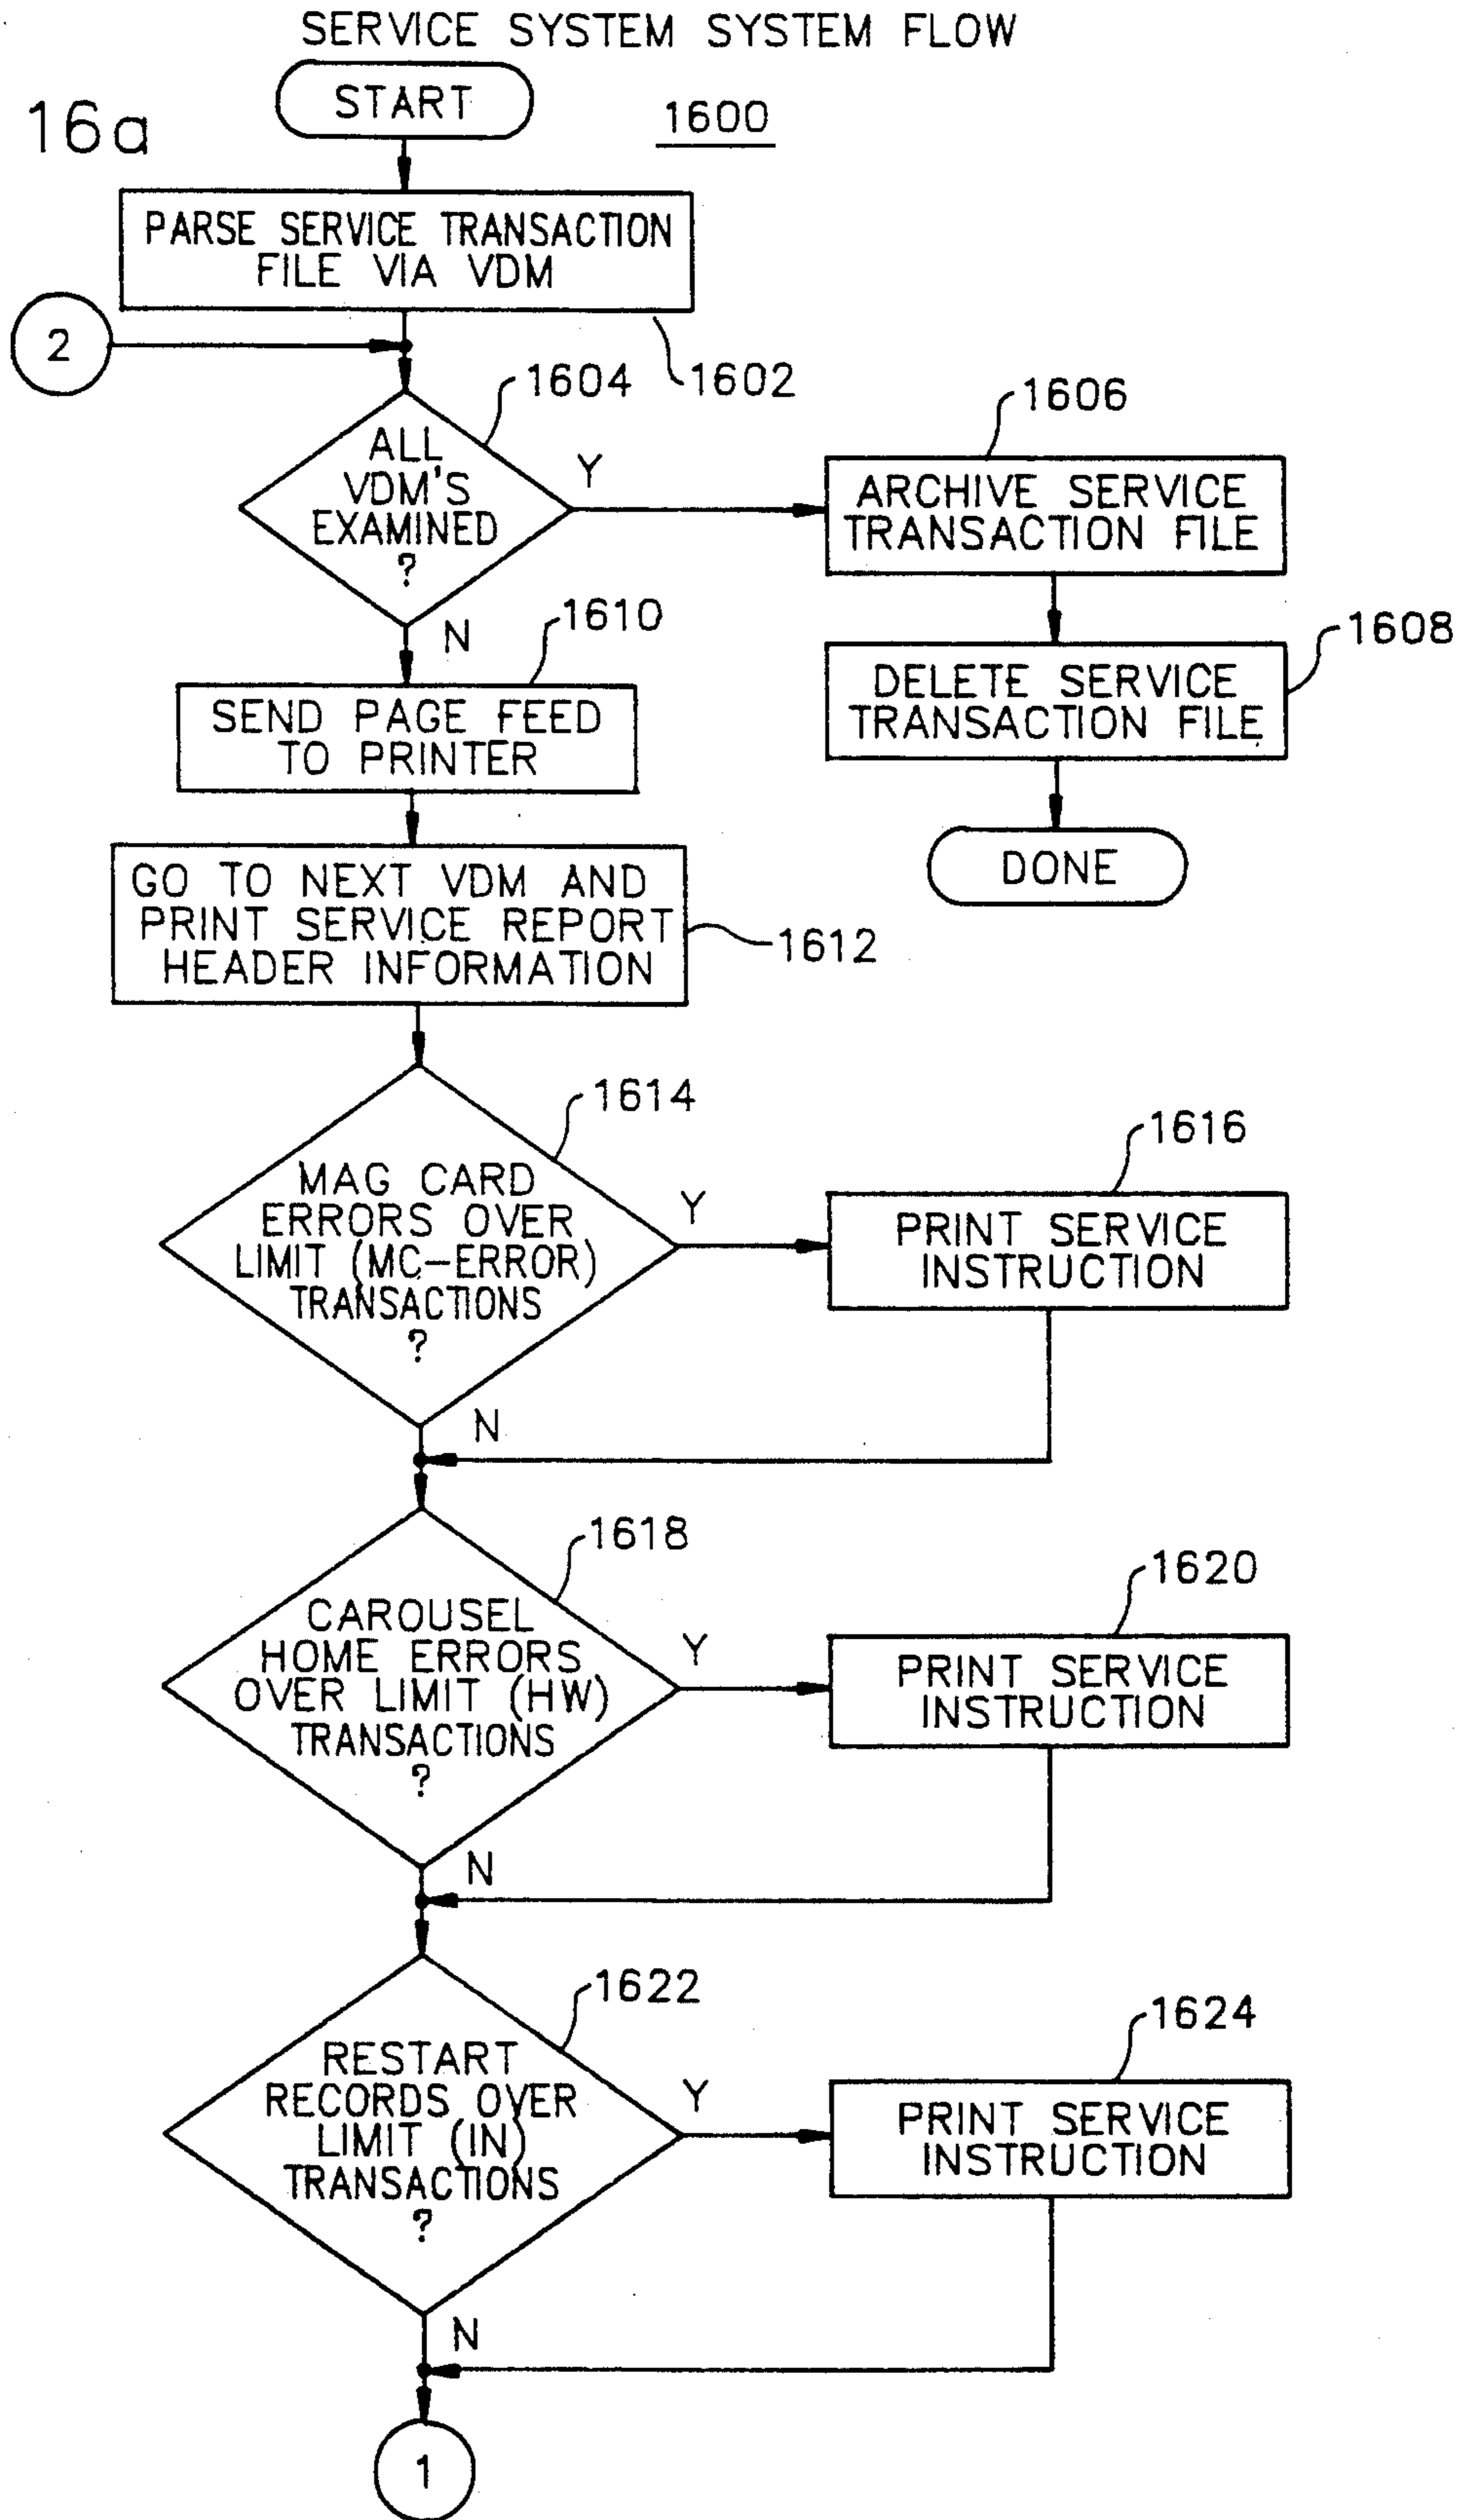 SERVICE SYSTEM SYSTEM FLOW
16a
START
1600
PARSE SERVICE TRANSACTION
FILE VIA VDM
2
1602
1604
ALL
VDM'S
EXAMINED
?
Y
1606
ARCHIVE SERVICE
TRANSACTION FILE
N
1610
1608
DELETE SERVICE
TRANSACTION FILE
SEND PAGE FEED
TO PRINTER
DONE
GO TO NEXT VDM AND
PRINT SERVICE REPORT
HEADER INFORMATION
1612
1614
MAG CARD
ERRORS OVER
LIMIT (MC-ERROR)
TRANSACTIONS
?
Y
1616
PRINT SERVICE
INSTRUCTION
N
1618
CAROUSEL
HOME ERRORS
OVER LIMIT (HW)
TRANSACTIONS
?
Y
1620
PRINT SERVICE
INSTRUCTION
N
1622
RESTART
RECORDS OVER
LIMIT (IN)
TRANSACTIONS
?
Y
1624
PRINT SERVICE
INSTRUCTION
N
1